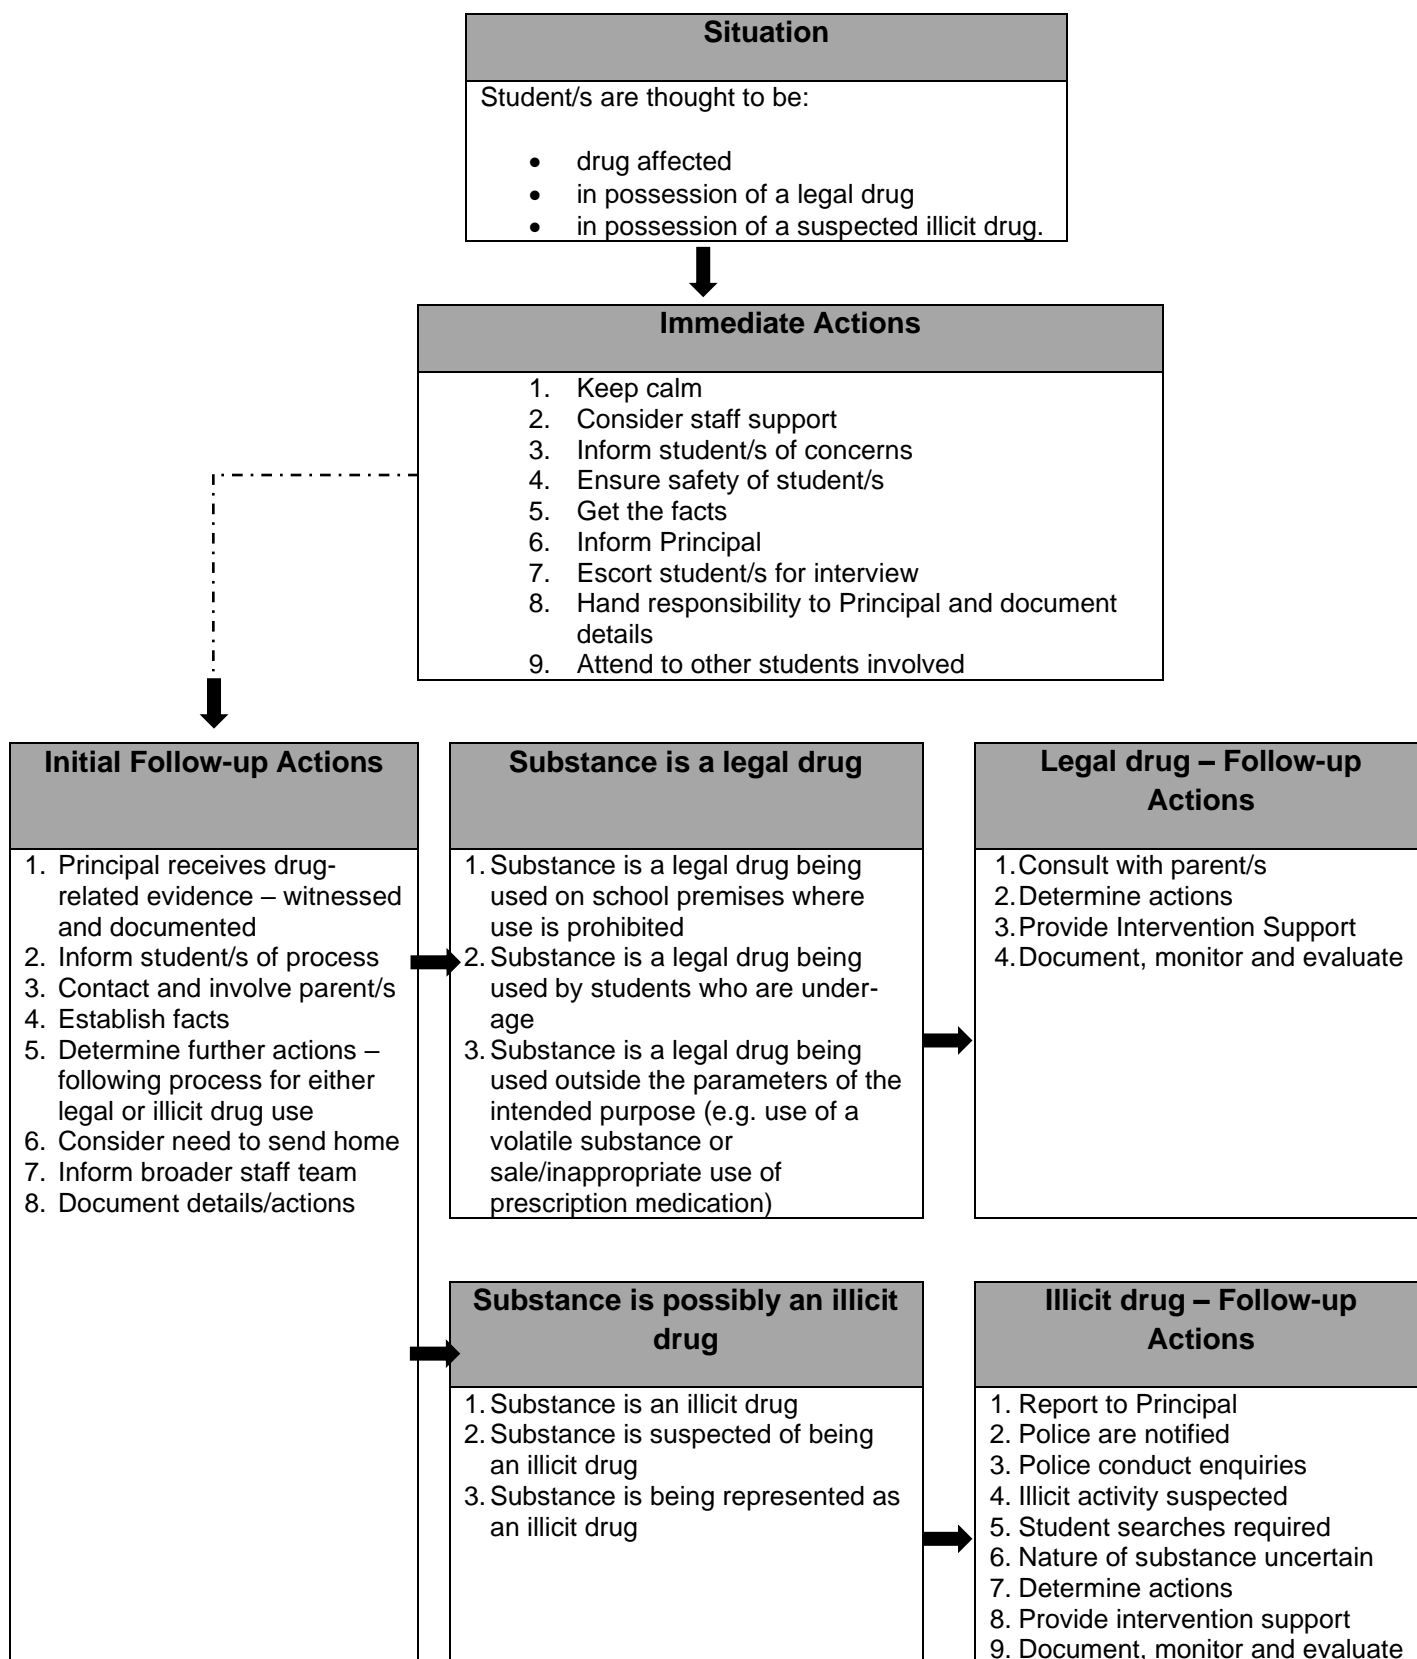 Situation
Student/s are thought to be:
• drug affected
• in possession of a legal drug
• in possession of a suspected illicit drug.
Immediate Actions
1. Keep calm
2. Consider staff support
3. Inform student/s of concerns
4. Ensure safety of student/s
5. Get the facts
6. Inform Principal
7. Escort student/s for interview
8. Hand responsibility to Principal and document
details
9. Attend to other students involved
Initial Follow-up Actions
1. Principal receives drug-
related evidence – witnessed
and documented
2. Inform student/s of process
3. Contact and involve parent/s
4. Establish facts
5. Determine further actions –
following process for either
legal or illicit drug use
6. Consider need to send home
7. Inform broader staff team
8. Document details/actions
Substance is a legal drug
1. Substance is a legal drug being
used on school premises where
use is prohibited
2. Substance is a legal drug being
used by students who are under-
age
3. Substance is a legal drug being
used outside the parameters of the
intended purpose (e.g. use of a
volatile substance or
sale/inappropriate use of
prescription medication)
Legal drug – Follow-up
Actions
1. Consult with parent/s
2. Determine actions
3. Provide Intervention Support
4. Document, monitor and evaluate
Substance is possibly an illicit
drug
1. Substance is an illicit drug
2. Substance is suspected of being
an illicit drug
3. Substance is being represented as
an illicit drug
Illicit drug – Follow-up
Actions
1. Report to Principal
2. Police are notified
3. Police conduct enquiries
4. Illicit activity suspected
5. Student searches required
6. Nature of substance uncertain
7. Determine actions
8. Provide intervention support
9. Document, monitor and evaluate